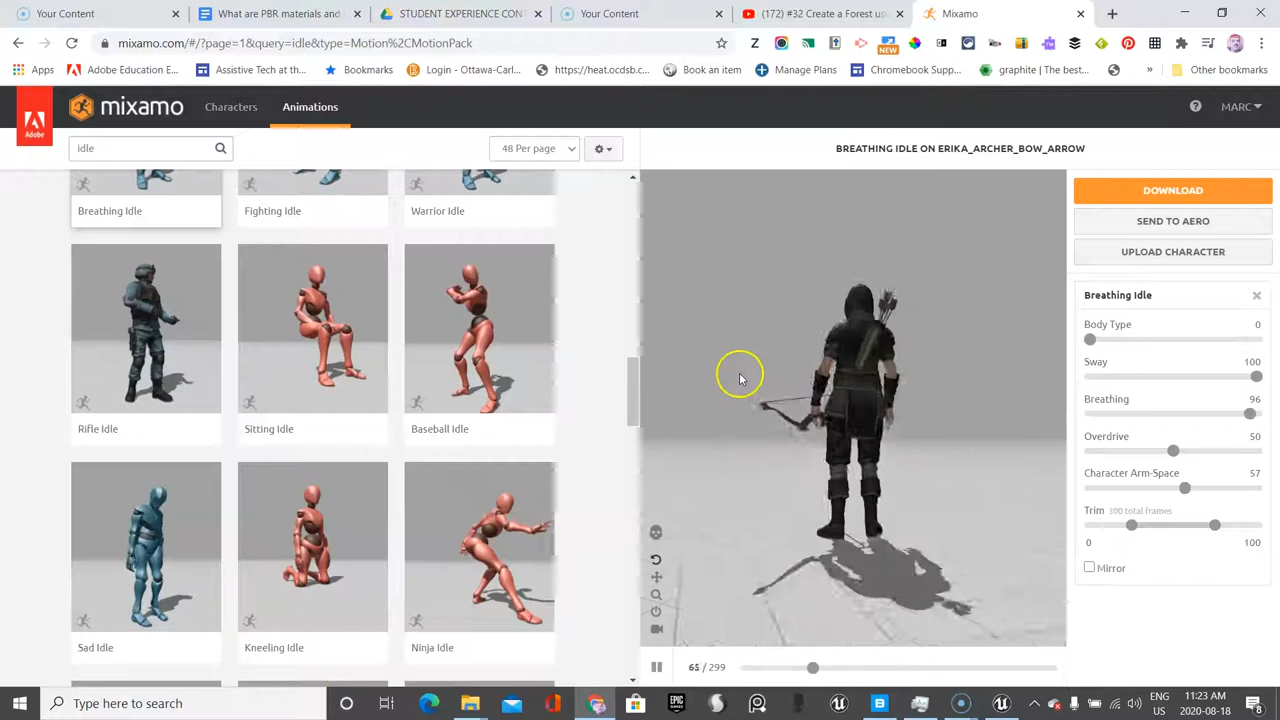 Your Content
What are PBR materials and
STUDENT EXPERIENCE CON
Your Content
(172) #32 Create a Forest usi
Mixamo
mixamo.com/#/?page=1&query=idle&type=Motion%2CMotionPack
NEW
Apps
Adobe Education E...
Assistive Tech at th...
Bookmarks
Login - Ottawa-Carl...
https://heat.ocdsb.c...
Book an item
Manage Plans
Chromebook Supp...
graphite | The best...
»
Other bookmarks
Adobe
mixamo
Characters
Animations
MARC
idle
48 Per page
BREATHING IDLE ON ERIKA_ARCHER_BOW_ARROW
Breathing Idle
Fighting Idle
Warrior Idle
Rifle Idle
Sitting Idle
Baseball Idle
Sad Idle
Kneeling Idle
Ninja Idle
DOWNLOAD
SEND TO AERO
UPLOAD CHARACTER
Breathing Idle
Body Type 0
Sway 100
Breathing 96
Overdrive 50
Character Arm-Space 57
Trim 300 total frames
0 100
Mirror
/ 299
Type here to search
EPIC GAMES
ENG
US
11:23 AM
2020-08-18
8